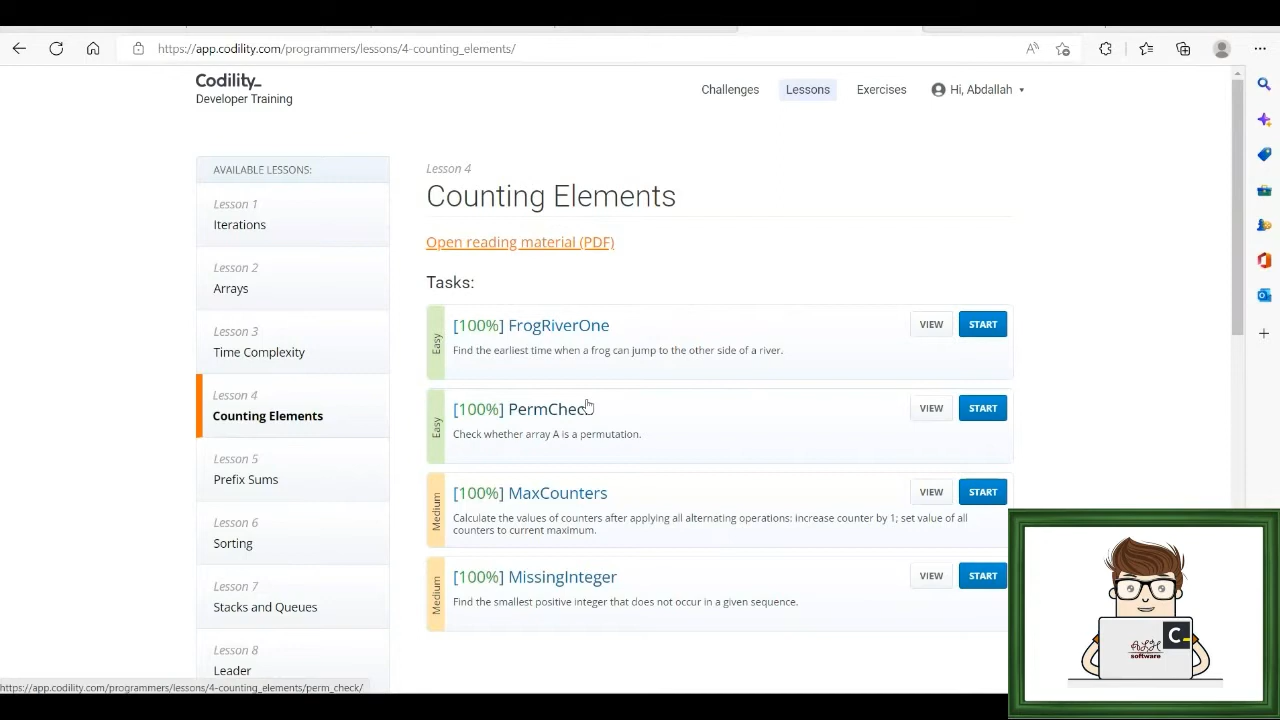 https://app.codility.com/programmers/lessons/4-counting_elements/
Codility_
Developer Training
Challenges
Lessons
Exercises
Hi, Abdallah
AVAILABLE LESSONS:
Lesson 1
Iterations
Lesson 2
Arrays
Lesson 3
Time Complexity
Lesson 4
Counting Elements
Lesson 5
Prefix Sums
Lesson 6
Sorting
Lesson 7
Stacks and Queues
Lesson 8
Leader
Lesson 4
Counting Elements
Open reading material (PDF)
Tasks:
Easy
[100%] FrogRiverOne
VIEW
START
Find the earliest time when a frog can jump to the other side of a river.
Easy
[100%] PermCheck
VIEW
START
Check whether array A is a permutation.
Medium
[100%] MaxCounters
VIEW
START
Calculate the values of counters after applying all alternating operations: increase counter by 1; set value of all
counters to current maximum.
Medium
[100%] MissingInteger
VIEW
START
Find the smallest positive integer that does not occur in a given sequence.
https://app.codility.com/programmers/lessons/4-counting_elements/perm_check/
C_
software